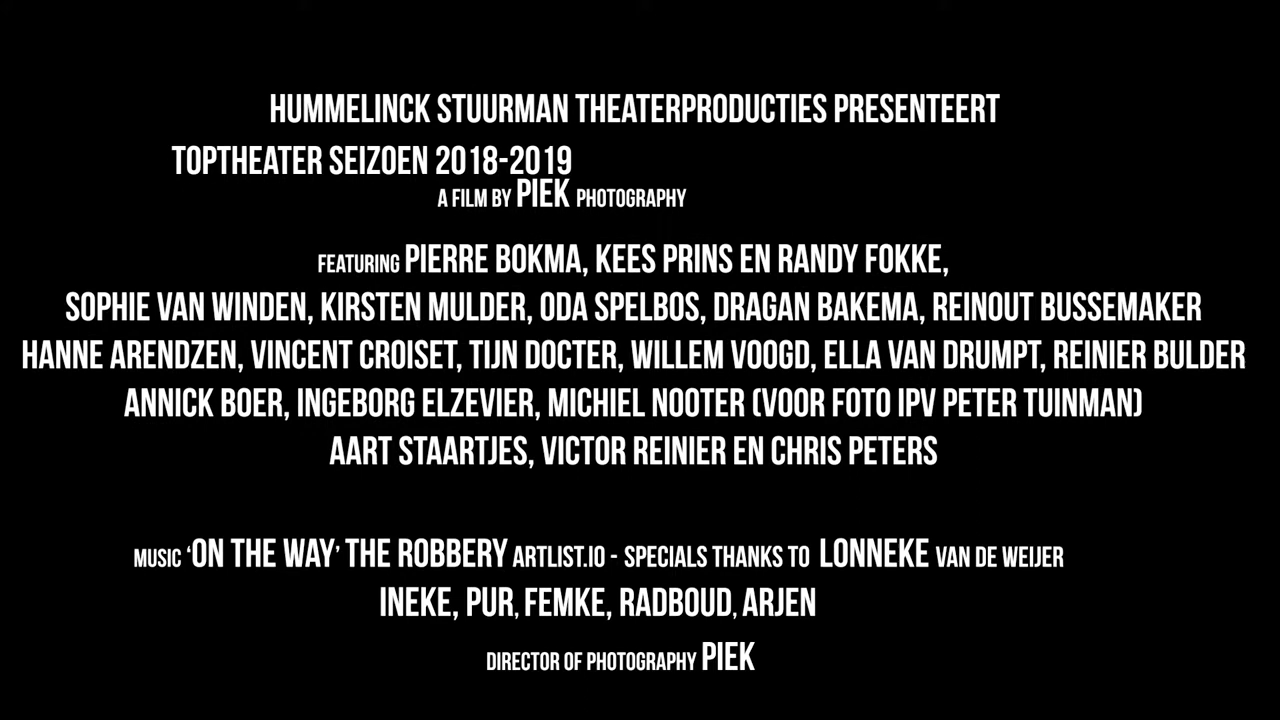 HUMMELINCK STUURMAN THEATERPRODUCTIES PRESENTEERT
TOPTHEATER SEIZOEN 2018-2019
A FILM BY PIEK PHOTOGRAPHY
FEATURING PIERRE BOKMA, KEES PRINS EN RANDY FOKKE,
SOPHIE VAN WINDEN, KIRSTEN MULDER, ODA SPELBOS, DRAGAN BAKEMA, REINOUT BUSSEMAKER
HANNE ARENDZEN, VINCENT CROISET, TIJN DOCTER, WILLEM VOOGD, ELLA VAN DRUMPT, REINIER BULDER
ANNICK BOER, INGEBORG ELZEVIER, MICHIEL NOOTER (VOOR FOTO IPV PETER TUINMAN)
AART STAARTJES, VICTOR REINIER EN CHRIS PETERS
MUSIC ‘ON THE WAY’ THE ROBBERY ARTLIST.IO - SPECIALS THANKS TO LONNEKE VAN DE WEIJER
INEKE, PUR, FEMKE, RADBOUD, ARJEN
DIRECTOR OF PHOTOGRAPHY PIEK